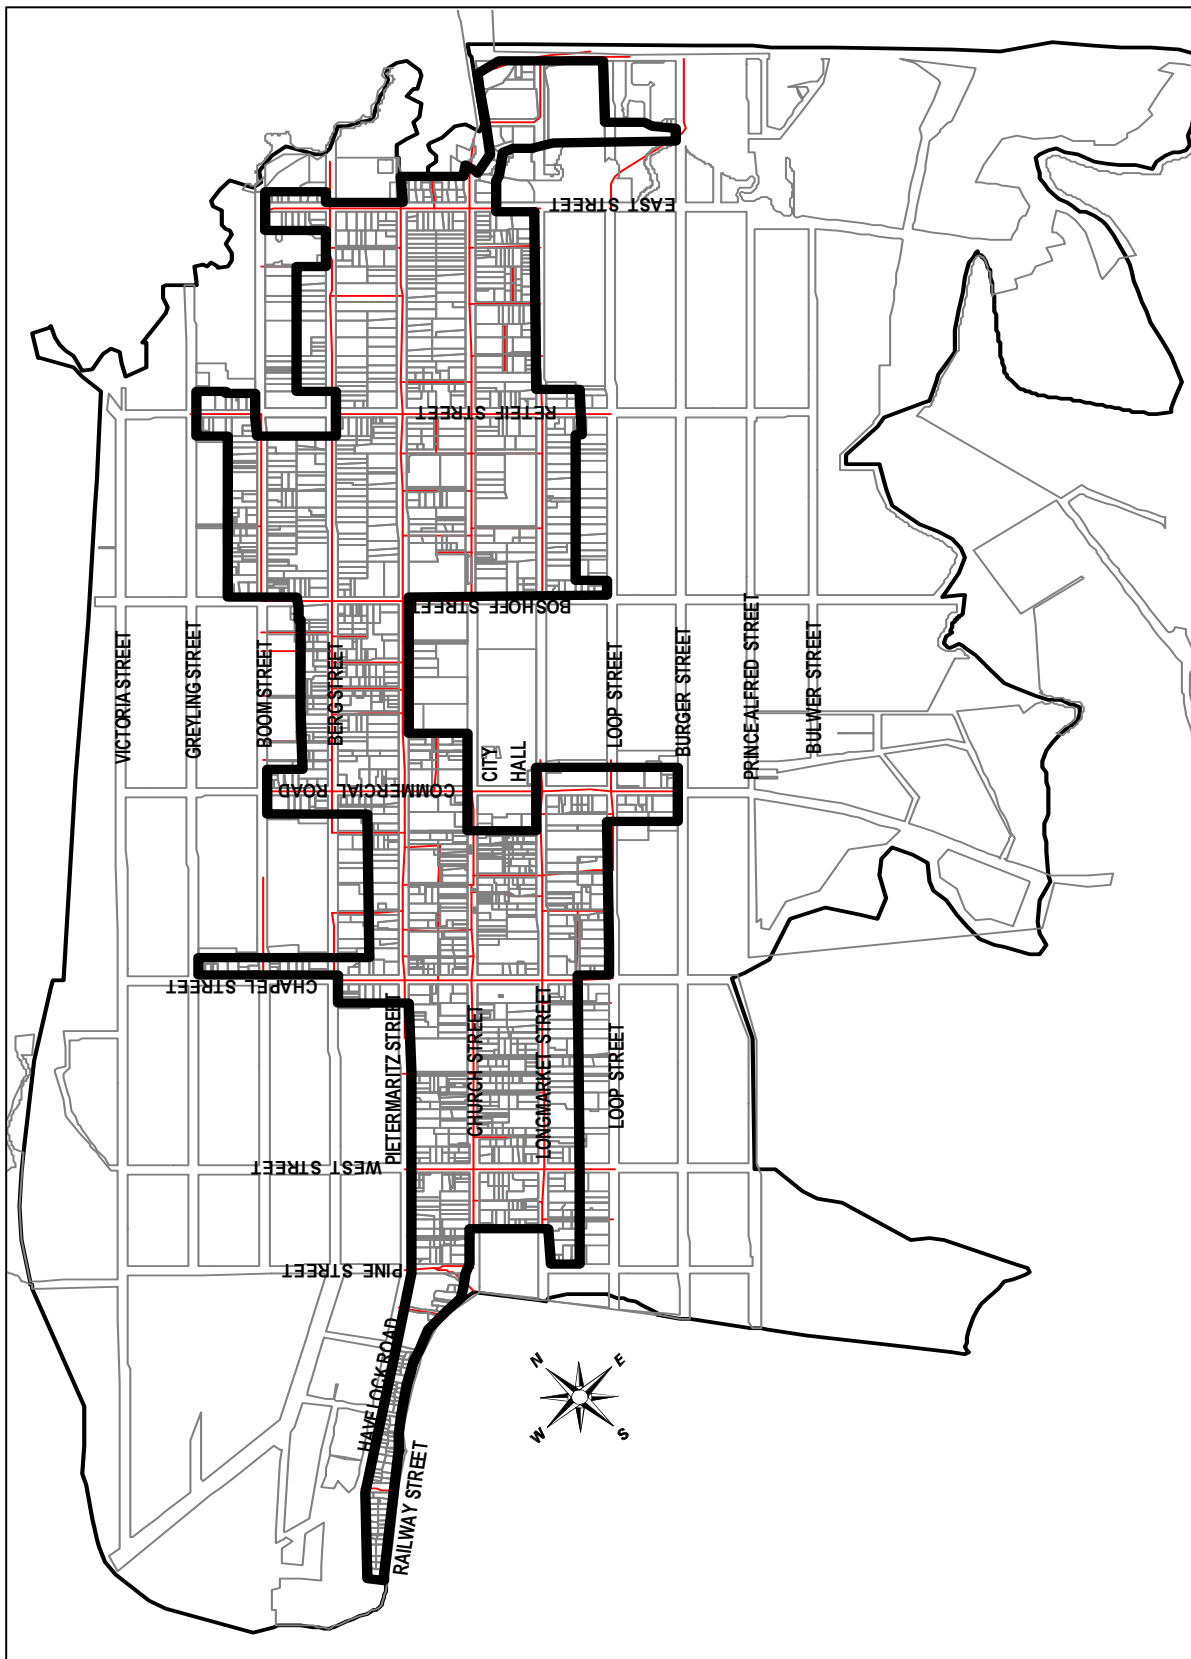 EAST STREET
RETEIF STREET
BOSHOFF STREET
VICTORIA STREET
GREYLING STREET
BOOM STREET
BERG STREET
LOOP STREET
BURGER STREET
PRINCE ALFRED STREET
BULWER STREET
CITY
HALL
COMMERCIAL ROAD
CHAPEL STREET
PIETERMARITZ STREET
CHURCH STREET
LONGMARKET STREET
LOOP STREET
WEST STREET
PINE STREET
HAVELOCK ROAD
RAILWAY STREET
N
E
W
S